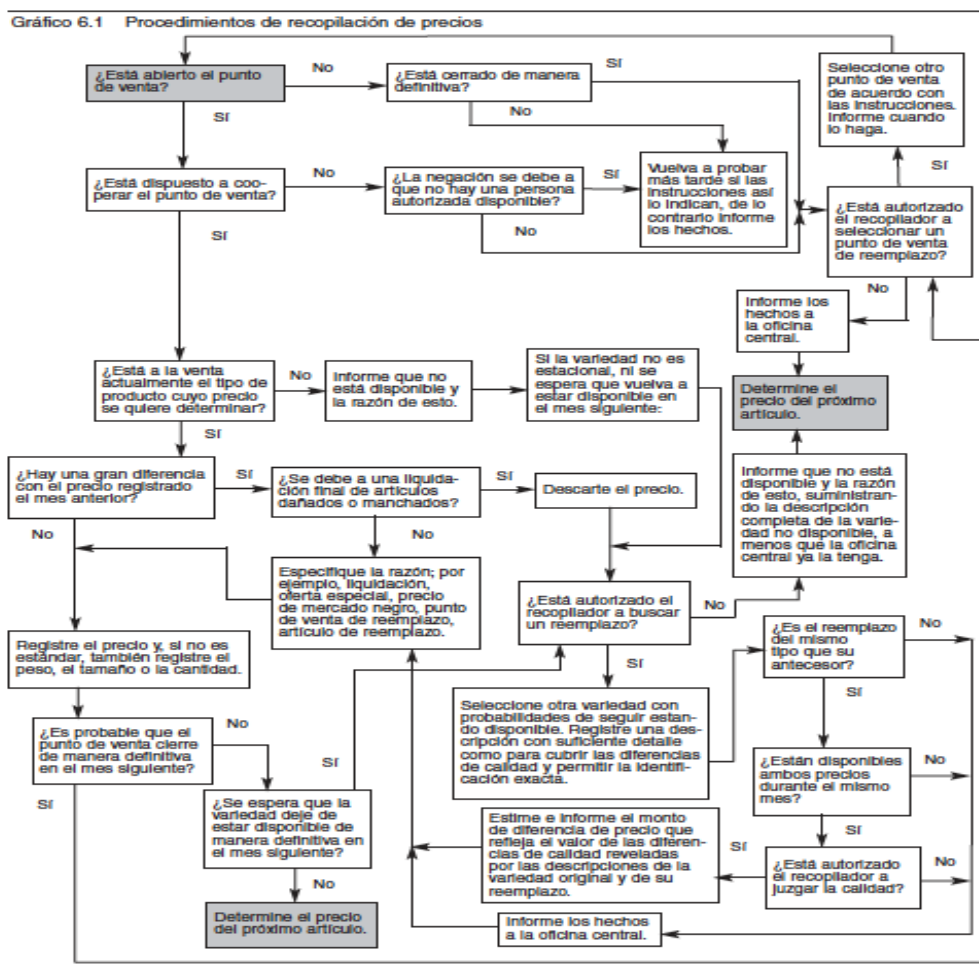 Gráfico 6.1 Procedimientos de recopilación de precios
¿Está abierto el punto
de venta?
No
¿Está cerrado de manera
definitiva?
Sí
No
Seleccione otro
punto de venta
de acuerdo con
las instrucciones.
Informe cuando
lo haga.
Sí
¿Está dispuesto a coo-
perar el punto de venta?
No
¿La negación se debe a
que no hay una persona
autorizada disponible?
Sí
No
Vuelva a probar
más tarde si las
instrucciones así
lo indican, de lo
contrario informe
los hechos.
Sí
¿Está autorizado
el recopilador a
seleccionar un
punto de venta
de reemplazo?
No
Sí
Informe los
hechos a
la oficina
central.
¿Está a la venta
actualmente el tipo de
producto cuyo precio
se quiere determinar?
No
Informe que no
está disponible y
la razón de esto.
Si la variedad no es
estacional, ni se
espera que vuelva a
estar disponible en
el mes siguiente:
Determine el
precio del próximo
artículo.
Sí
¿Hay una gran diferencia
con el precio registrado
el mes anterior?
Sí
¿Se debe a una liquida-
ción final de artículos
dañados o manchados?
Sí
Descarte el precio.
Informe que no está
disponible y la razón
de esto, suministran-
do la descripción
completa de la varie-
dad no disponible, a
menos que la oficina
central ya la tenga.
No
No
Especifique la razón; por
ejemplo, liquidación,
oferta especial, precio
de mercado negro, punto
de venta de reemplazo,
artículo de reemplazo.
¿Está autorizado el
recopilador a buscar
un reemplazo?
No
Sí
¿Es el reemplazo
del mismo
tipo que su
antecesor?
No
Sí
Registre el precio y, si no es
estándar, también registre el
peso, el tamaño o la cantidad.
Seleccione otra variedad con
probabilidades de seguir estan-
do disponible. Registre una des-
cripción con suficiente detalle
como para cubrir las diferencias
de calidad y permitir la identifi-
cación exacta.
¿Es probable que el
punto de venta cierre
de manera definitiva
en el mes siguiente?
No
Sí
Sí
¿Están disponibles
ambos precios
durante el mismo
mes?
No
Sí
¿Se espera que la
variedad deje de
estar disponible de
manera definitiva en
el mes siguiente?
No
Estime e informe el monto
de diferencia de precio que
refleja el valor de las diferen-
cias de calidad reveladas
por las descripciones de la
variedad original y de su
reemplazo.
Sí
¿Está autorizado
el recopilador a
juzgar la calidad?
No
Determine el precio
del próximo artículo.
Informe los hechos
a la oficina central.